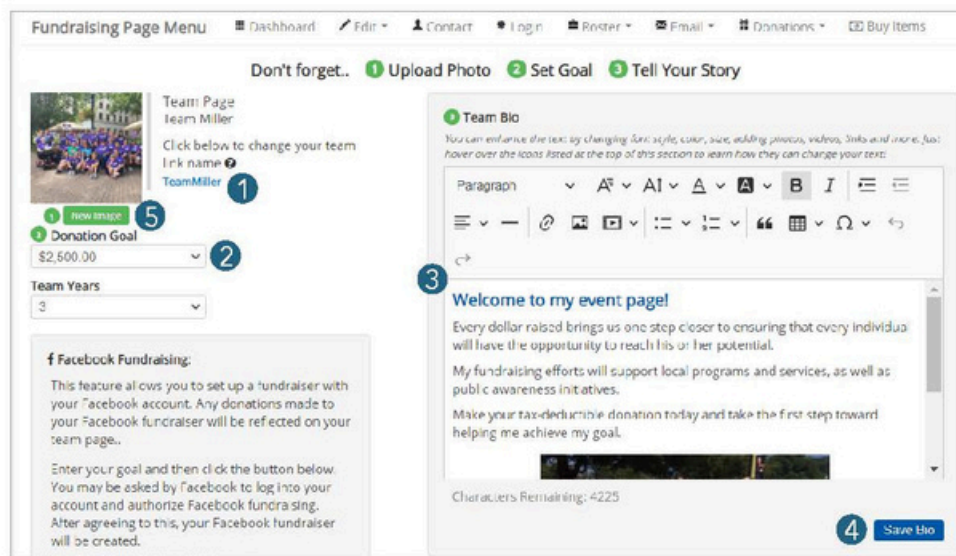 Fundraising Page Menu Dashboard Edit Contact Login Roster Email Donations Buy Items
Don't forget.. 1 Upload Photo 2 Set Goal 3 Tell Your Story
Team Page
Team Miller
Click below to change your team
link name ?
TeamMiller 1
1 New Image 5
2 Donation Goal
$2,500.00 2
Team Years
3
Facebook Fundraising:
This feature allows you to set up a fundraiser with
your Facebook account. Any donations made to
your Facebook fundraiser will be reflected on your
team page..
Enter your goal and then click the button below.
You may be asked by Facebook to log into your
account and authorize Facebook fundraising.
After agreeing to this, your Facebook fundraiser
will be created.
3 Team Bio
You can enhance the text by changing font style, color, size, adding photos, videos, links and more. Just
hover over the icons listed at the top of this section to learn how they can change your text!
Paragraph A AI A A B I
Ω
3
Welcome to my event page!
Every dollar raised brings us one step closer to ensuring that every individual
will have the opportunity to reach his or her potential.
My fundraising efforts will support local programs and services, as well as
public awareness initiatives.
Make your tax-deductible donation today and take the first step toward
helping me achieve my goal.
Characters Remaining: 4225
4 Save Bio